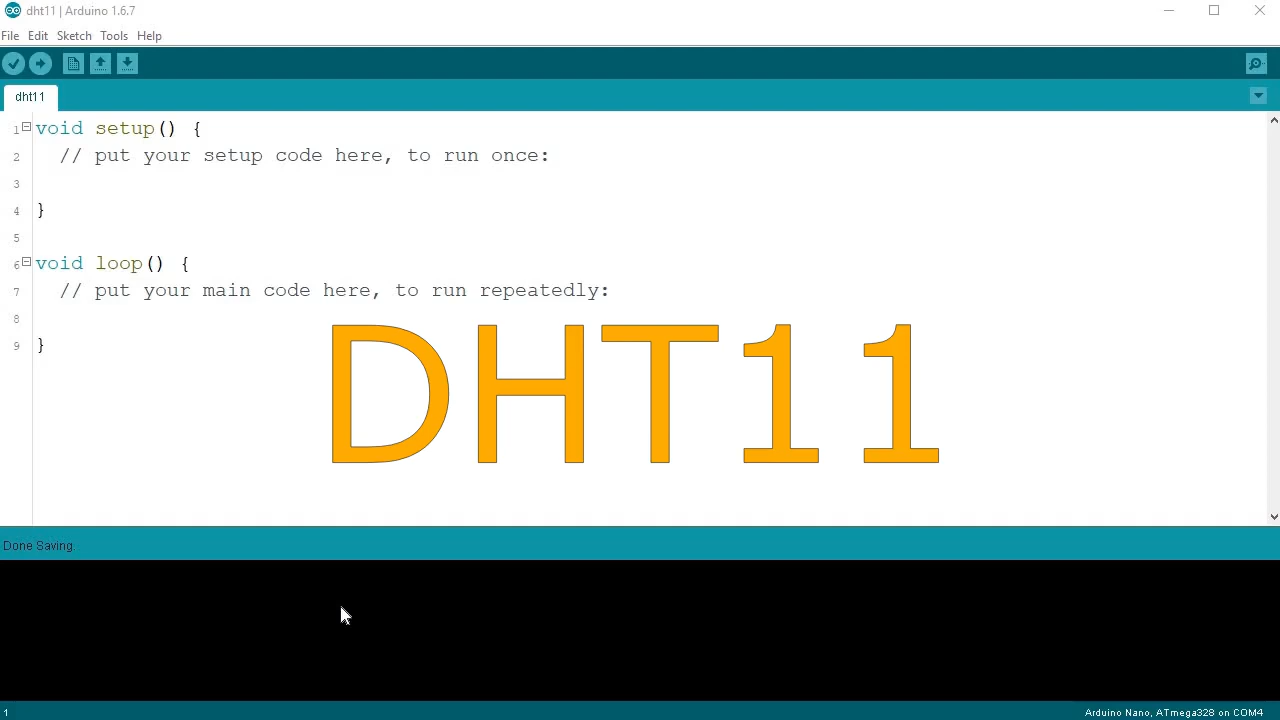 dht11 | Arduino 1.6.7
File Edit Sketch Tools Help
dht11
1 void setup() {
2 // put your setup code here, to run once:
3
4 }
5
6 void loop() {
7 // put your main code here, to run repeatedly:
8
9 }
DHT11
Done Saving.
1 Arduino Nano, ATmega328 on COM4